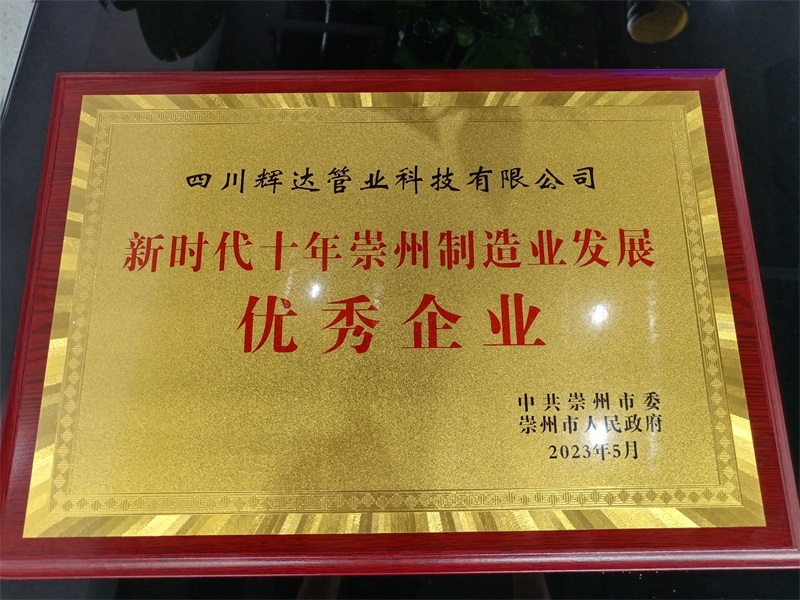 四川辉达管业科技有限公司
新时代十年崇州制造业发展
优秀企业
中共崇州市委
崇州市人民政府
2023年5月